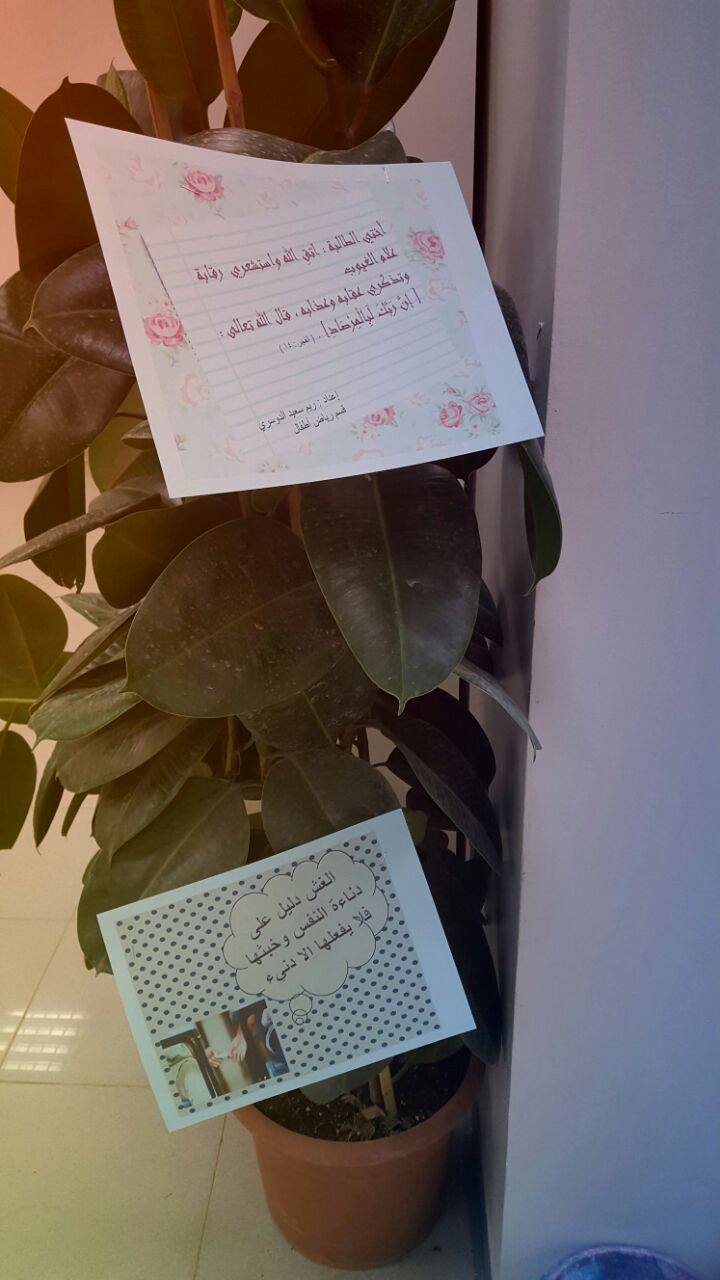 أختي الطالبة : اتقي الله واستشعري رقابة
علام الغيوب
وتذكري عقابه وعذابه ، قال الله تعالى :
[ إِنَّ رَبَّكَ لَبِالْمِرْصَادِ ] . ( الفجر : ١٤ )
إعداد : ريم سعيد الدوسري
قسم رياض أطفال
الغش دليل على
دناءة النفس وخبثها
فلا يفعلها الا دنيء